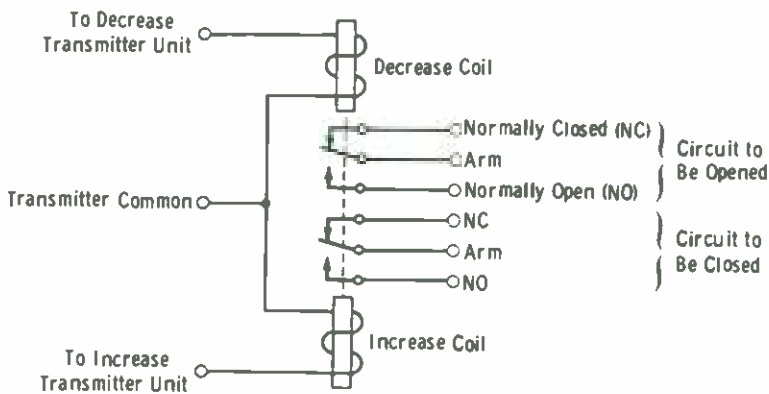 To Decrease
Transmitter Unit
Decrease Coil
Normally Closed (NC)
Arm
Normally Open (NO)
Circuit to
Be Opened
Transmitter Common
NC
Arm
NO
Circuit to
Be Closed
Increase Coil
To Increase
Transmitter Unit